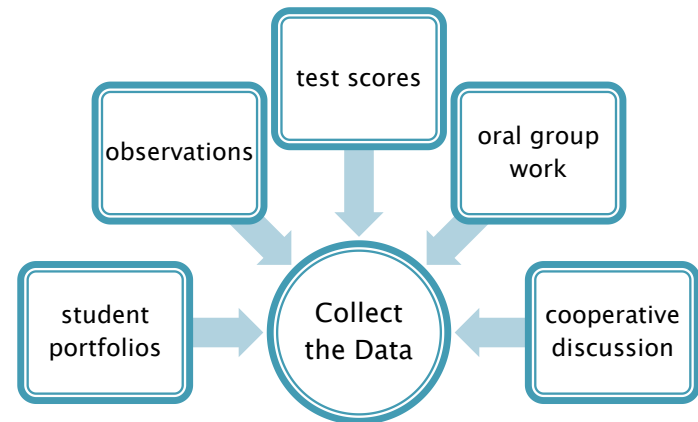 test scores
observations
oral group
work
student
portfolios
Collect
the Data
cooperative
discussion